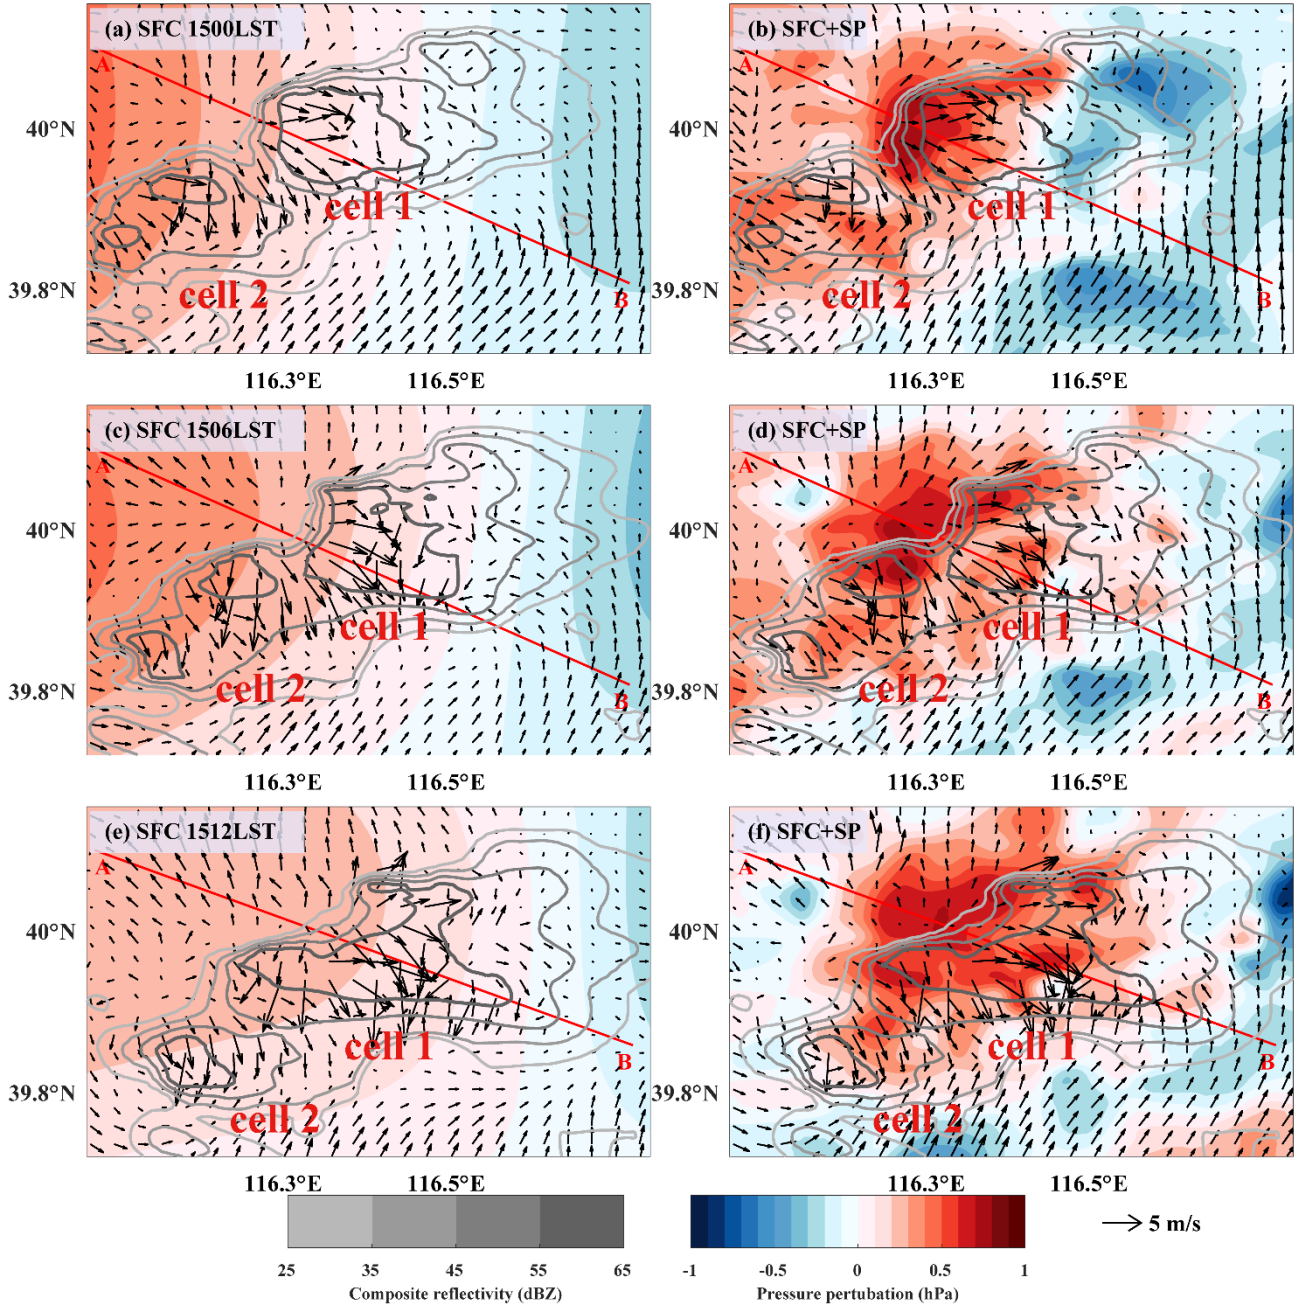 (a) SFC 1500LST
(b) SFC+SP
A
A
40°N
40°N
cell 1
cell 1
39.8°N
cell 2
B
39.8°N
cell 2
B
116.3°E
116.5°E
116.3°E
116.5°E
(c) SFC 1506LST
(d) SFC+SP
A
A
40°N
40°N
cell 1
cell 1
39.8°N
cell 2
B
39.8°N
cell 2
B
116.3°E
116.5°E
116.3°E
116.5°E
(e) SFC 1512LST
(f) SFC+SP
A
A
40°N
40°N
cell 1
B
cell 1
B
39.8°N
cell 2
39.8°N
cell 2
116.3°E
116.5°E
116.3°E
116.5°E
5 m/s
25 35 45 55 65
-1 -0.5 0 0.5 1
Composite reflectivity (dBZ)
Pressure pertubation (hPa)